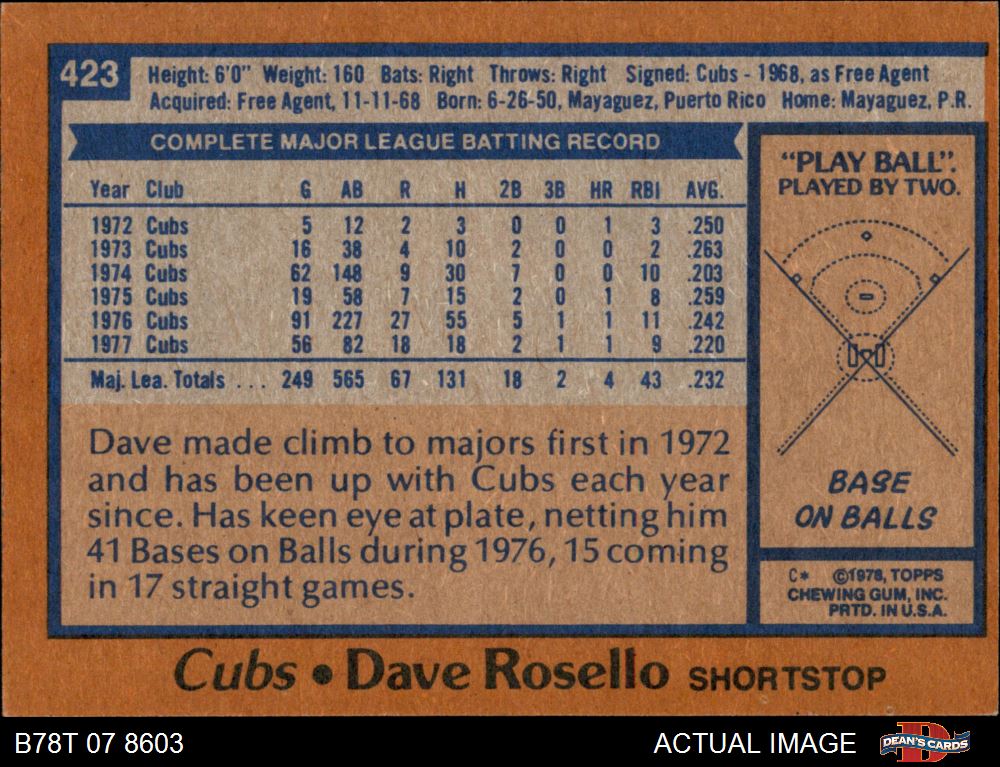 423
Height: 6'0" Weight: 160 Bats: Right Throws: Right Signed: Cubs - 1968, as Free Agent
Acquired: Free Agent, 11-11-68 Born: 6-26-50, Mayaguez, Puerto Rico Home: Mayaguez, P.R.
COMPLETE MAJOR LEAGUE BATTING RECORD
Year Club G AB R H 2B 3B HR RBI AVG.
1972 Cubs 5 12 2 3 0 0 1 3 .250
1973 Cubs 16 38 4 10 2 0 0 2 .263
1974 Cubs 62 148 9 30 7 0 0 10 .203
1975 Cubs 19 58 7 15 2 0 1 8 .259
1976 Cubs 91 227 27 55 5 1 1 11 .242
1977 Cubs 56 82 18 18 2 1 1 9 .220
Maj. Lea. Totals ... 249 565 67 131 18 2 4 43 .232
Dave made climb to majors first in 1972
and has been up with Cubs each year
since. Has keen eye at plate, netting him
41 Bases on Balls during 1976, 15 coming
in 17 straight games.
"PLAY BALL".
PLAYED BY TWO.
BASE
ON BALLS
C* ©1978, TOPPS
CHEWING GUM, INC.
PRTD. IN U.S.A.
Cubs • Dave Rosello SHORTSTOP
B78T 07 8603
ACTUAL IMAGE
DEAN'S CARDS